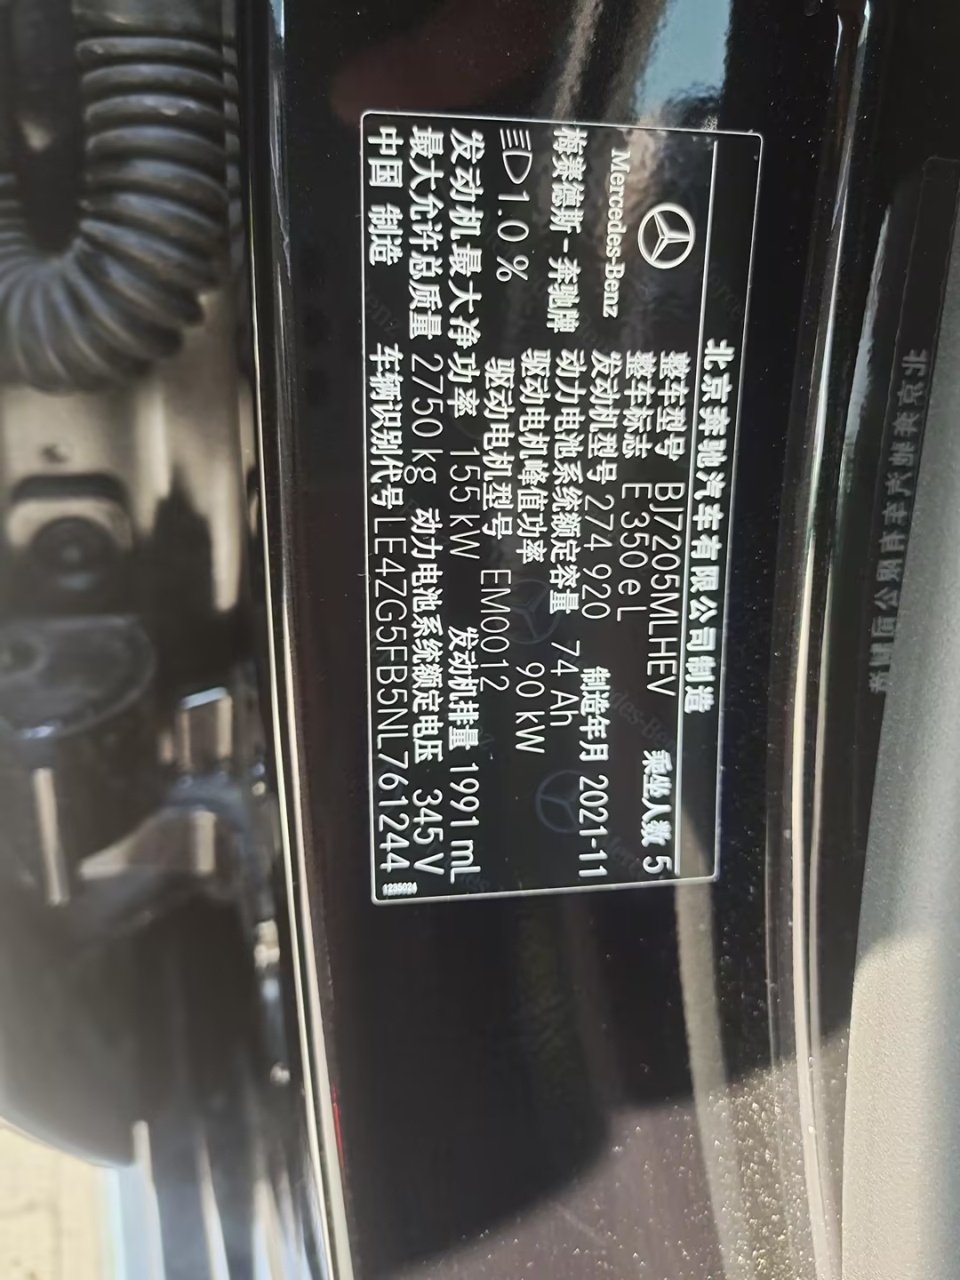 北京奔驰汽车有限公司制造
Mercedes-Benz
梅赛德斯-奔驰牌
1.0 %
整车型号 BJ7205MLHEV 乘坐人数 5
整车标志 E 350 e L
发动机型号 274 920 制造年月 2021-11
动力电池系统额定容量 74 Ah
驱动电机峰值功率 90 kW
驱动电机型号 EM0012
发动机最大净功率 155 kW 发动机排量 1991 mL
最大允许总质量 2750 kg 动力电池系统额定电压 345 V
中国 制造 车辆识别代号 LE4ZG5FB5NL761244
1235024